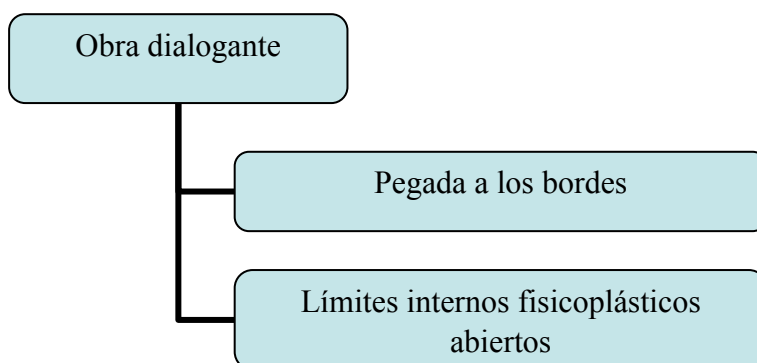 Obra dialogante
Pegada a los bordes
Límites internos fisicoplásticos
abiertos